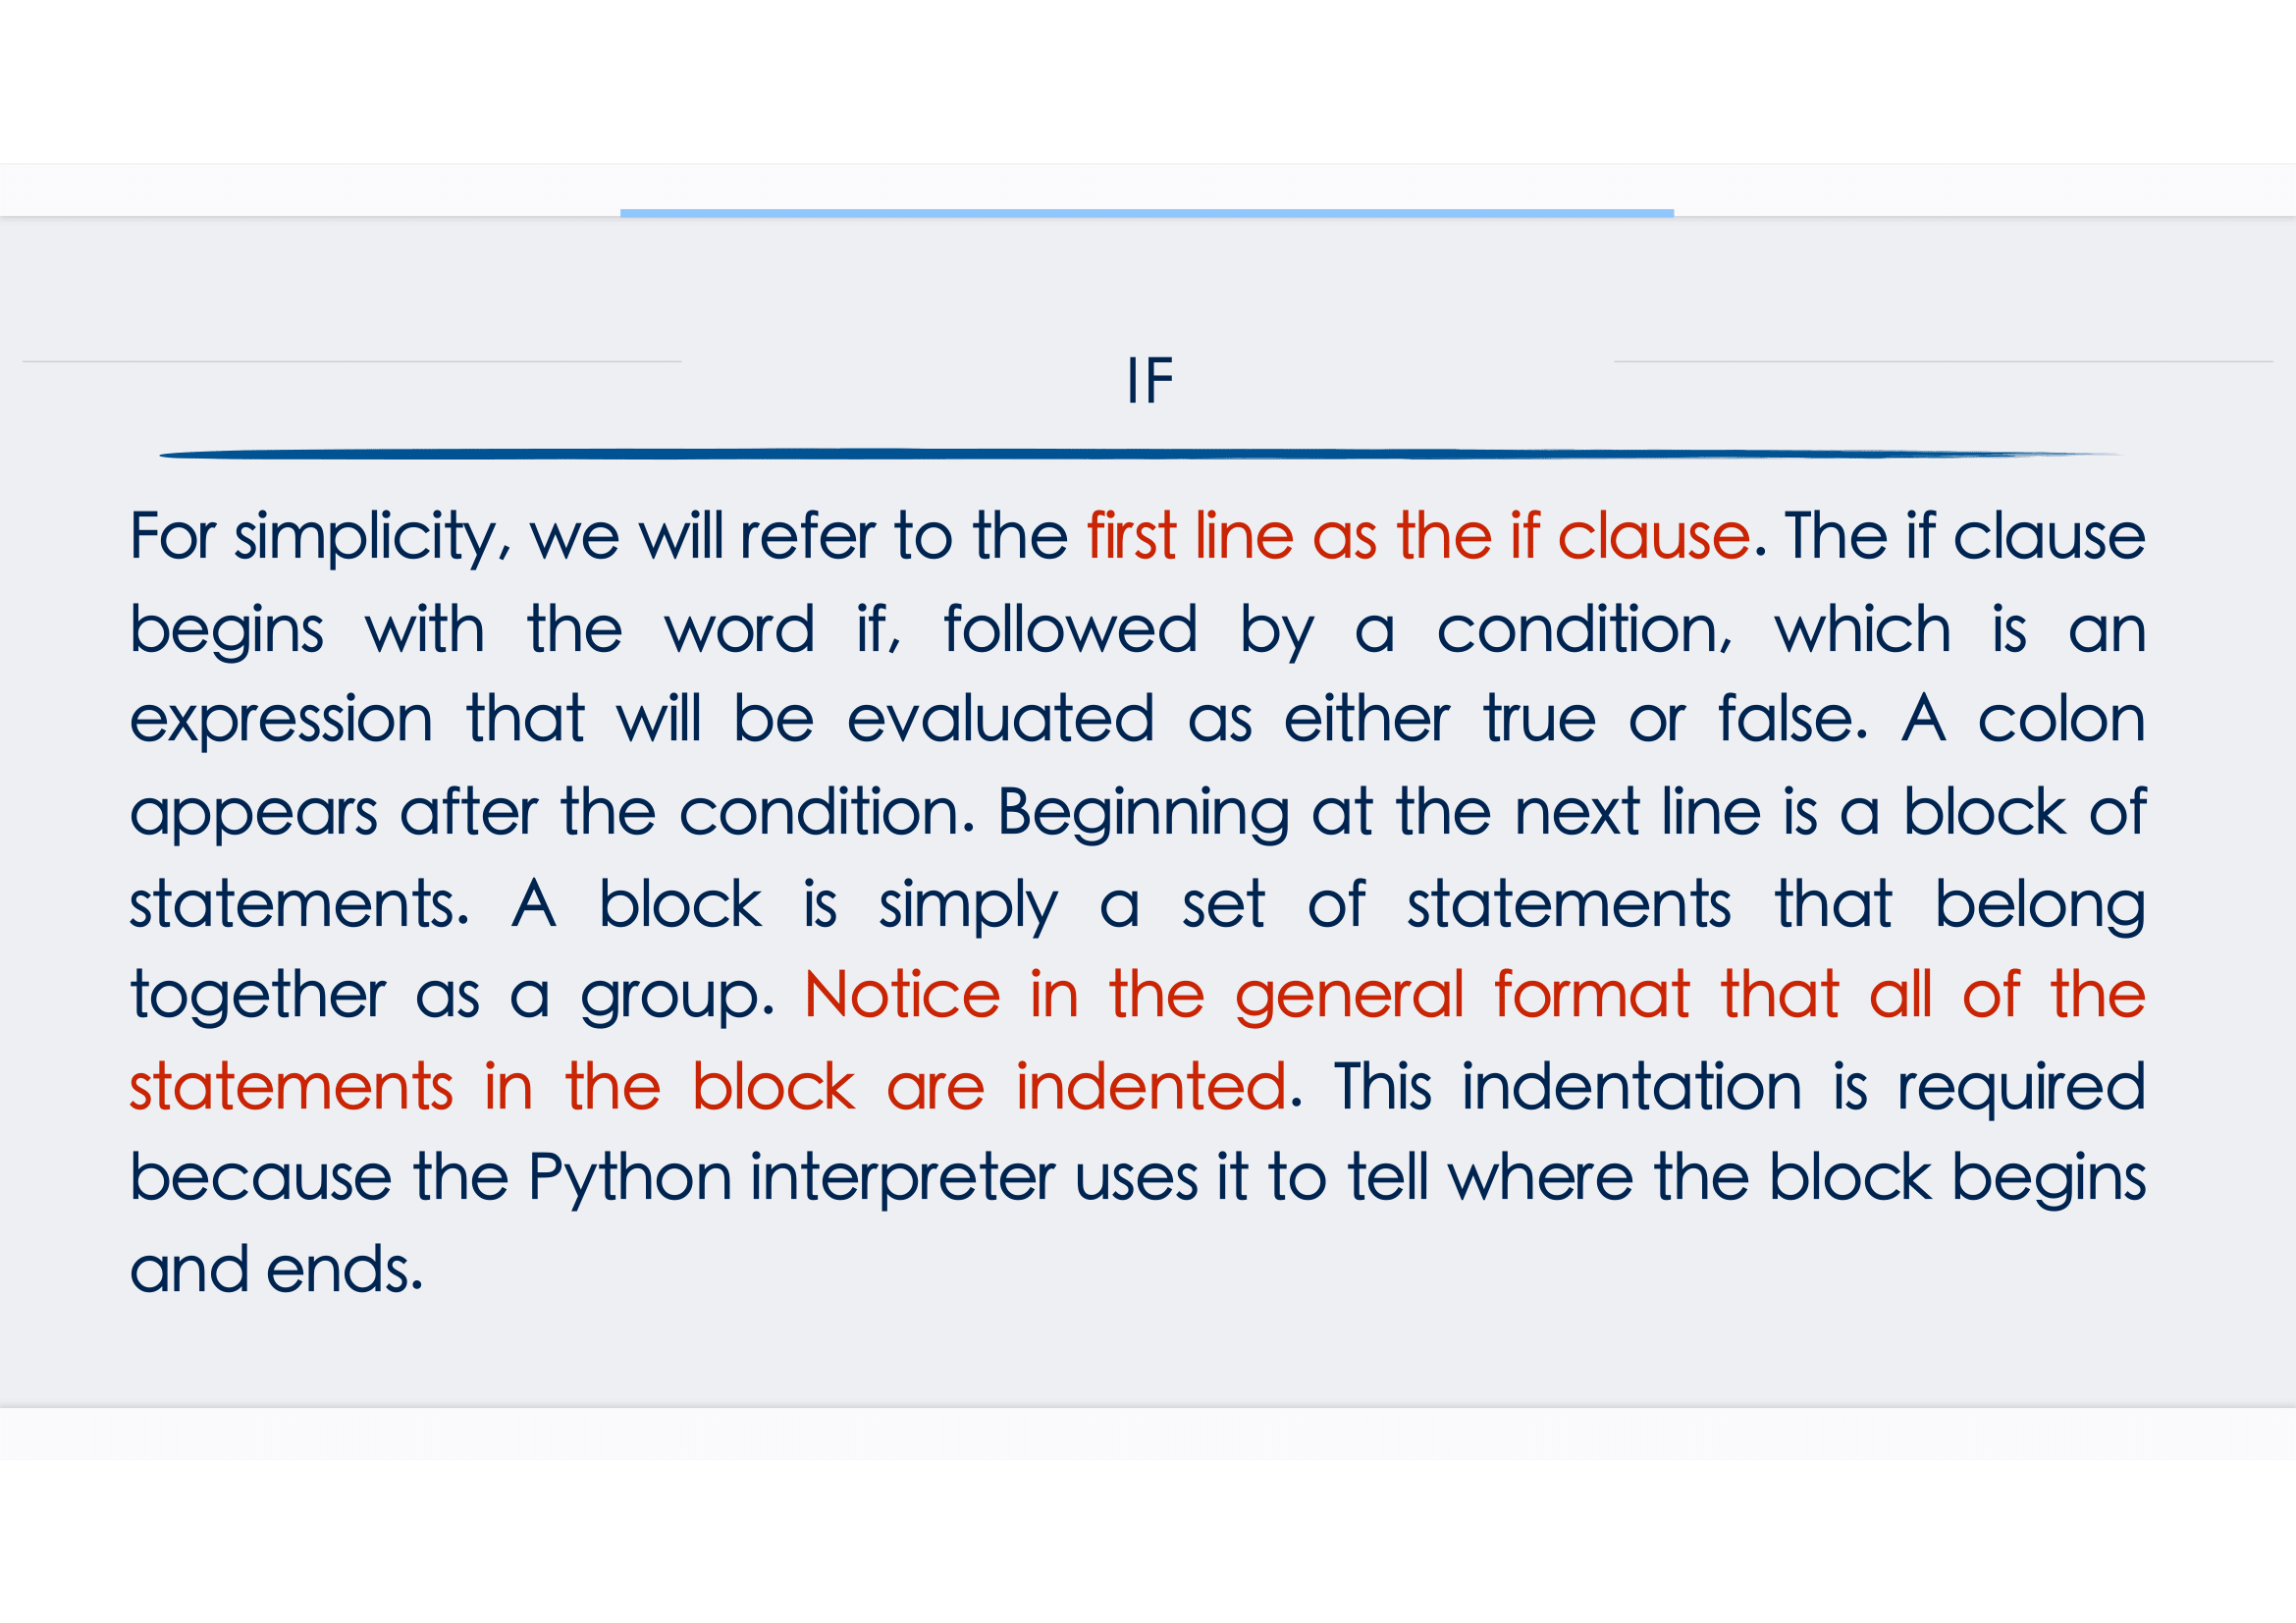 IF
For simplicity, we will refer to the first line as the if clause. The if clause
begins with the word if, followed by a condition, which is an
expression that will be evaluated as either true or false. A colon
appears after the condition. Beginning at the next line is a block of
statements. A block is simply a set of statements that belong
together as a group. Notice in the general format that all of the
statements in the block are indented. This indentation is required
because the Python interpreter uses it to tell where the block begins
and ends.